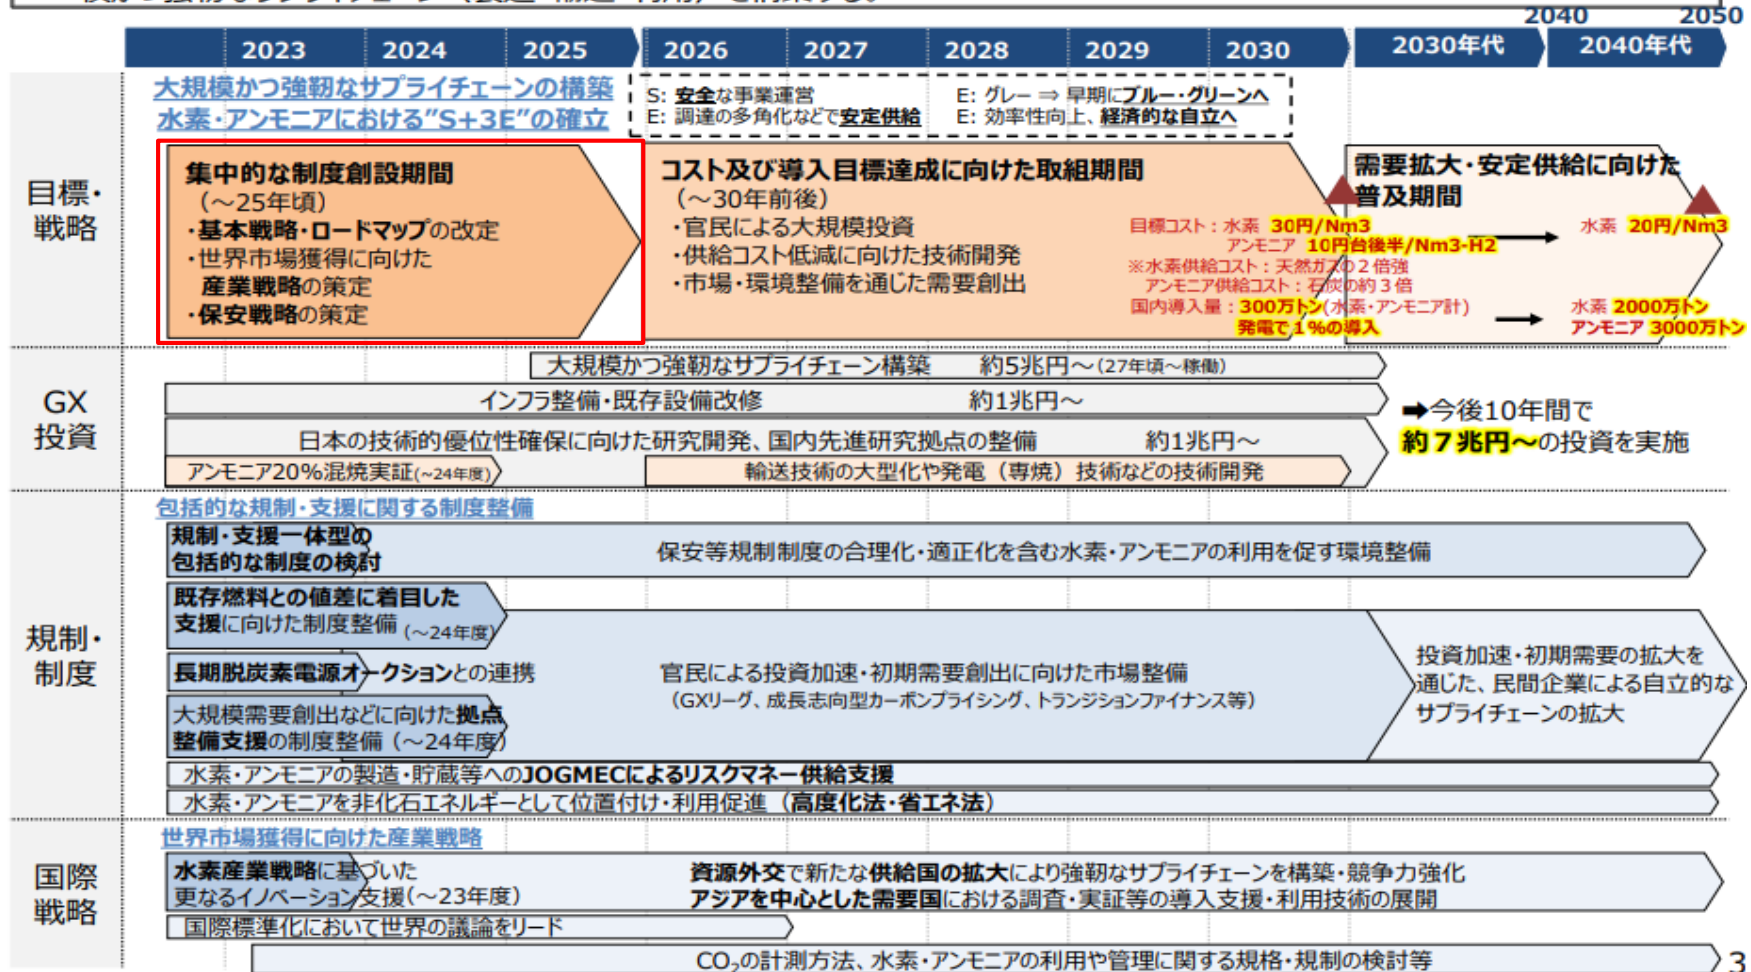 2040 2050
2023 2024 2025 2026 2027 2028 2029 2030 2030年代 2040年代
目標・
戦略
大規模かつ強靭なサプライチェーンの構築
水素・アンモニアにおける"S+3E"の確立
S: 安全な事業運営 E: グレー ⇒ 早期にブルー・グリーンへ
E: 調達の多角化などで安定供給 E: 効率性向上、経済的な自立へ
集中的な制度創設期間
(～25年頃)
・基本戦略・ロードマップの改定
・世界市場獲得に向けた
産業戦略の策定
・保安戦略の策定
コスト及び導入目標達成に向けた取組期間
(～30年前後)
・官民による大規模投資
・供給コスト低減に向けた技術開発
・市場・環境整備を通じた需要創出
目標コスト：水素 30円/Nm3
アンモニア 10円台後半/Nm3-H2
※水素供給コスト：天然ガスの２倍強
アンモニア供給コスト：石炭の約３倍
国内導入量：300万トン(水素・アンモニア計)
発電で１%の導入
需要拡大・安定供給に向けた
普及期間
水素 20円/Nm3
水素 2000万トン
アンモニア 3000万トン
GX
投資
大規模かつ強靭なサプライチェーン構築 約5兆円～(27年頃～稼働)
インフラ整備・既存設備改修 約1兆円～
日本の技術的優位性確保に向けた研究開発、国内先進研究拠点の整備 約1兆円～
アンモニア20%混焼実証(~24年度) 輸送技術の大型化や発電（専焼）技術などの技術開発
➡今後10年間で
約７兆円～の投資を実施
規制・
制度
包括的な規制・支援に関する制度整備
規制・支援一体型の
包括的な制度の検討
保安等規制制度の合理化・適正化を含む水素・アンモニアの利用を促す環境整備
既存燃料との値差に着目した
支援に向けた制度整備 (～24年度)
長期脱炭素電源オークションとの連携
大規模需要創出などに向けた拠点
整備支援の制度整備（～24年度）
官民による投資加速・初期需要創出に向けた市場整備
(GXリーグ、成長志向型カーボンプライシング、トランジションファイナンス等)
投資加速・初期需要の拡大を
通じた、民間企業による自立的な
サプライチェーンの拡大
水素・アンモニアの製造・貯蔵等へのJOGMECによるリスクマネー供給支援
水素・アンモニアを非化石エネルギーとして位置付け・利用促進（高度化法・省エネ法）
国際
戦略
世界市場獲得に向けた産業戦略
水素産業戦略に基づいた
更なるイノベーション支援(～23年度)
資源外交で新たな供給国の拡大により強靭なサプライチェーンを構築・競争力強化
アジアを中心とした需要国における調査・実証等の導入支援・利用技術の展開
国際標準化において世界の議論をリード
CO₂の計測方法、水素・アンモニアの利用や管理に関する規格・規制の検討等
3